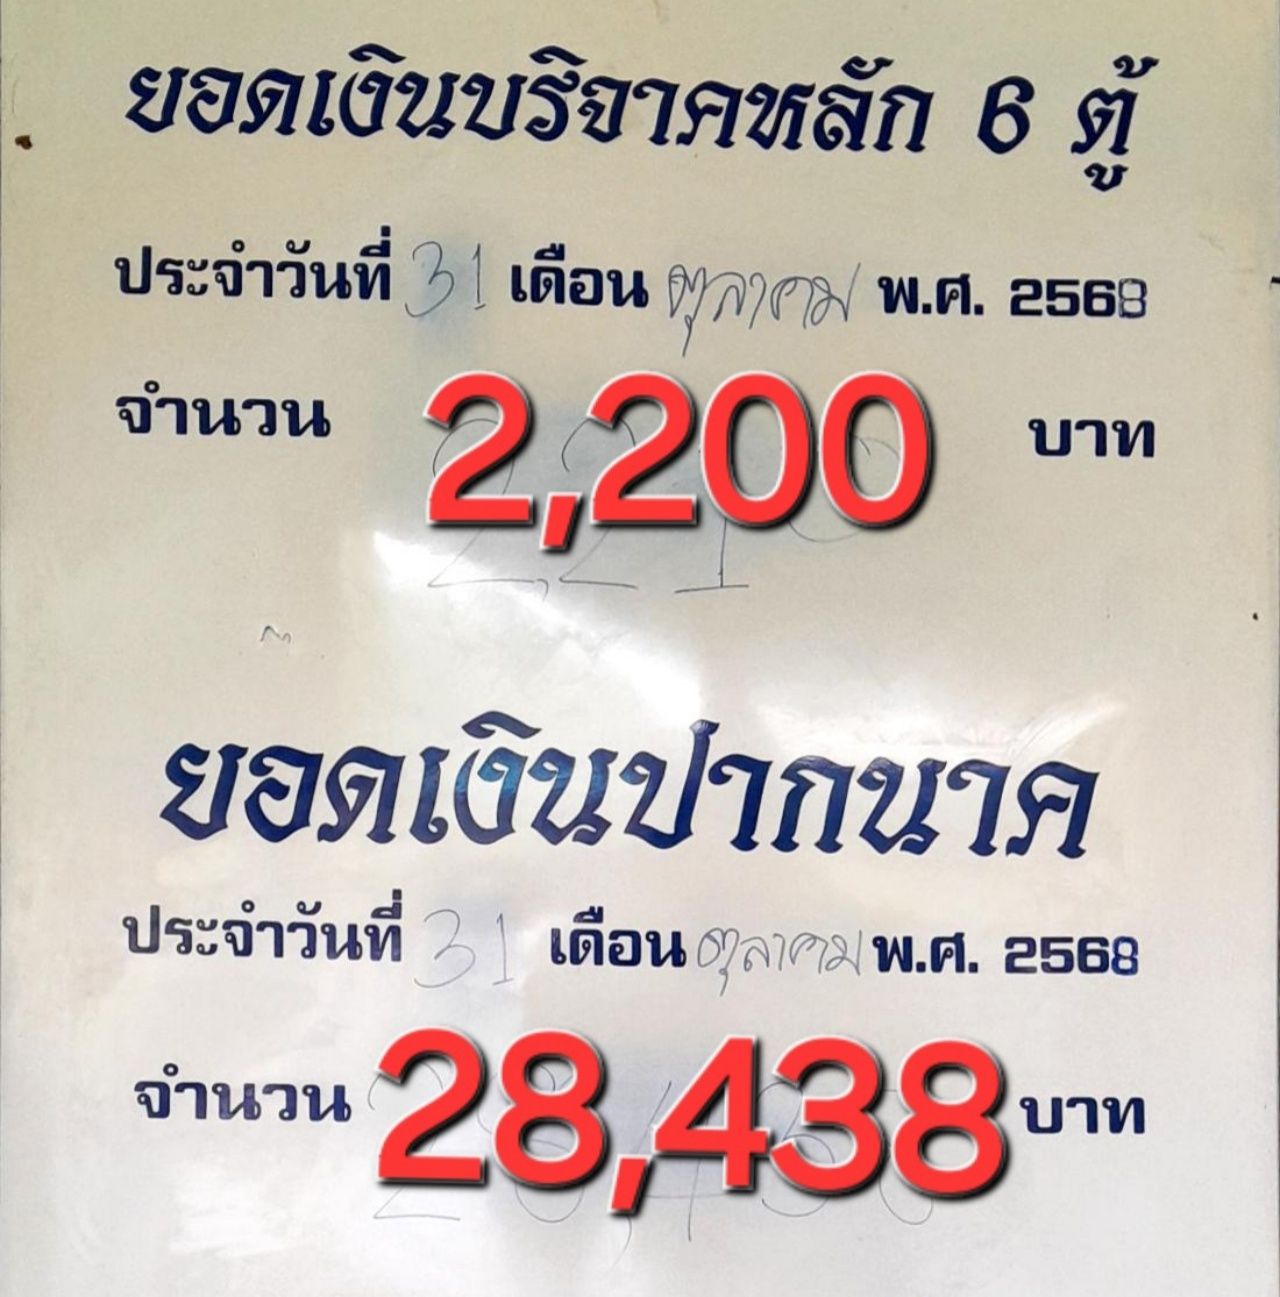 ยอดเงินบริจาคหลัก 6 ตู้
ประจำวันที่ 31 เดือน ตุลาคม พ.ศ. 2568
จำนวน 2,200 บาท
ยอดเงินปากนาค
ประจำวันที่ 31 เดือน ตุลาคม พ.ศ. 2568
จำนวน 28,438 บาท